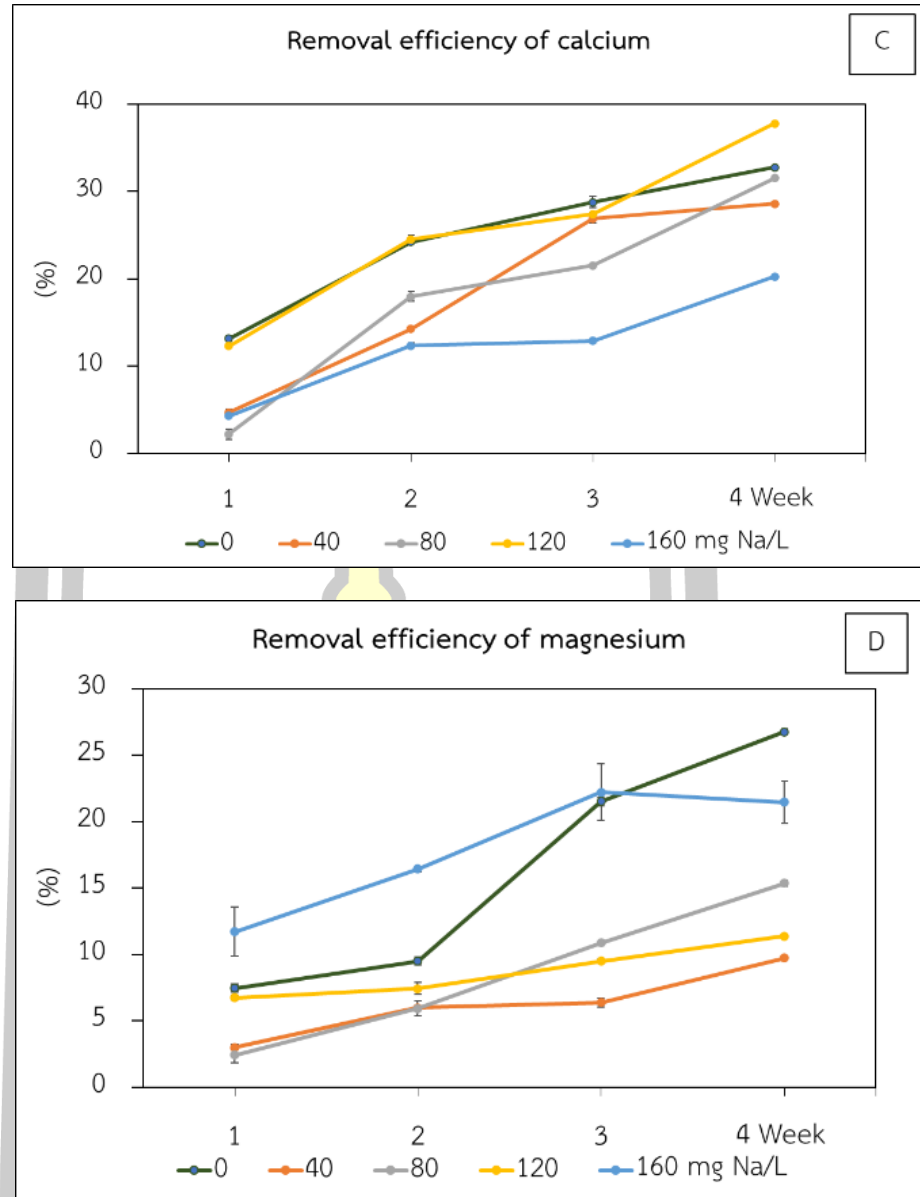 Removal efficiency of calcium
C
40
30
20
10
0
(%)
1 2 3 4 Week
0 40 80 120 160 mg Na/L
Removal efficiency of magnesium
D
30
25
20
15
10
5
0
(%)
1 2 3 4 Week
0 40 80 120 160 mg Na/L